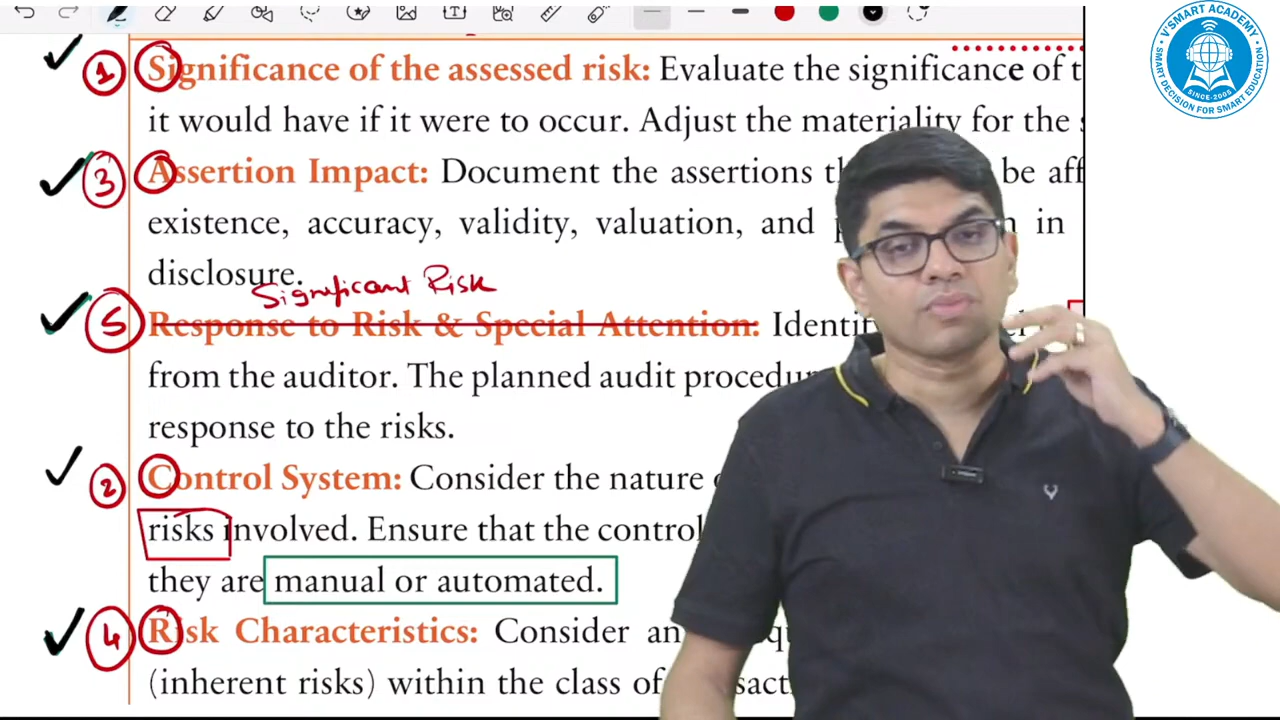 ① Significance of the assessed risk: Evaluate the significance of t
it would have if it were to occur. Adjust the materiality for the
③ Assertion Impact: Document the assertions be aff
existence, accuracy, validity, valuation, and in
disclosure.
Significant Risk
⑤ Response to Risk & Special Attention:
from the auditor. The planned audit
response to the risks.
② Control System: Consider the nature
risks involved. Ensure that the control
they are manual or automated.
④ Risk Characteristics: Consider
(inherent risks) within the class of
V'SMART ACADEMY
SMART DECISION FOR SMART EDUCATION
SINCE-2005